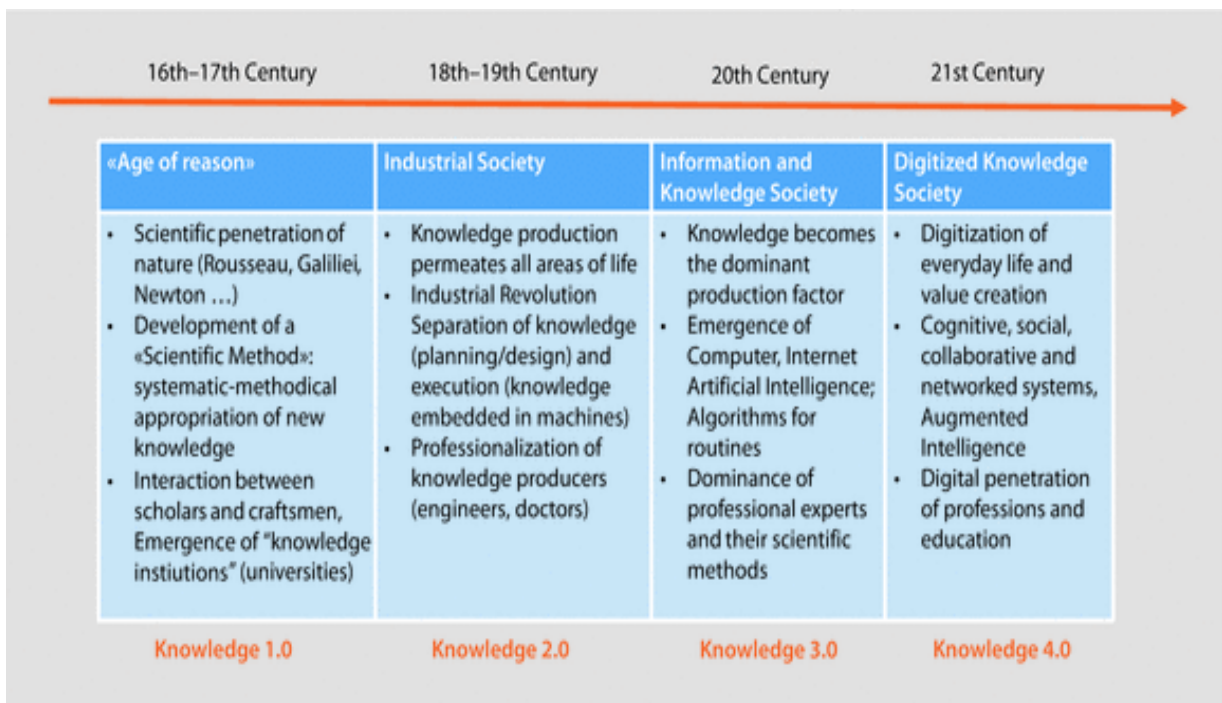 16th–17th Century
18th–19th Century
20th Century
21st Century
«Age of reason»
• Scientific penetration of
nature (Rousseau, Galiliei,
Newton ...)
• Development of a
«Scientific Method»:
systematic-methodical
appropriation of new
knowledge
• Interaction between
scholars and craftsmen,
Emergence of "knowledge
instiutions" (universities)
Knowledge 1.0
Industrial Society
• Knowledge production
permeates all areas of life
• Industrial Revolution
Separation of knowledge
(planning/design) and
execution (knowledge
embedded in machines)
• Professionalization of
knowledge producers
(engineers, doctors)
Knowledge 2.0
Information and
Knowledge Society
• Knowledge becomes
the dominant
production factor
• Emergence of
Computer, Internet
Artificial Intelligence;
Algorithms for
routines
• Dominance of
professional experts
and their scientific
methods
Knowledge 3.0
Digitized Knowledge
Society
• Digitization of
everyday life and
value creation
• Cognitive, social,
collaborative and
networked systems,
Augmented
Intelligence
• Digital penetration
of professions and
education
Knowledge 4.0